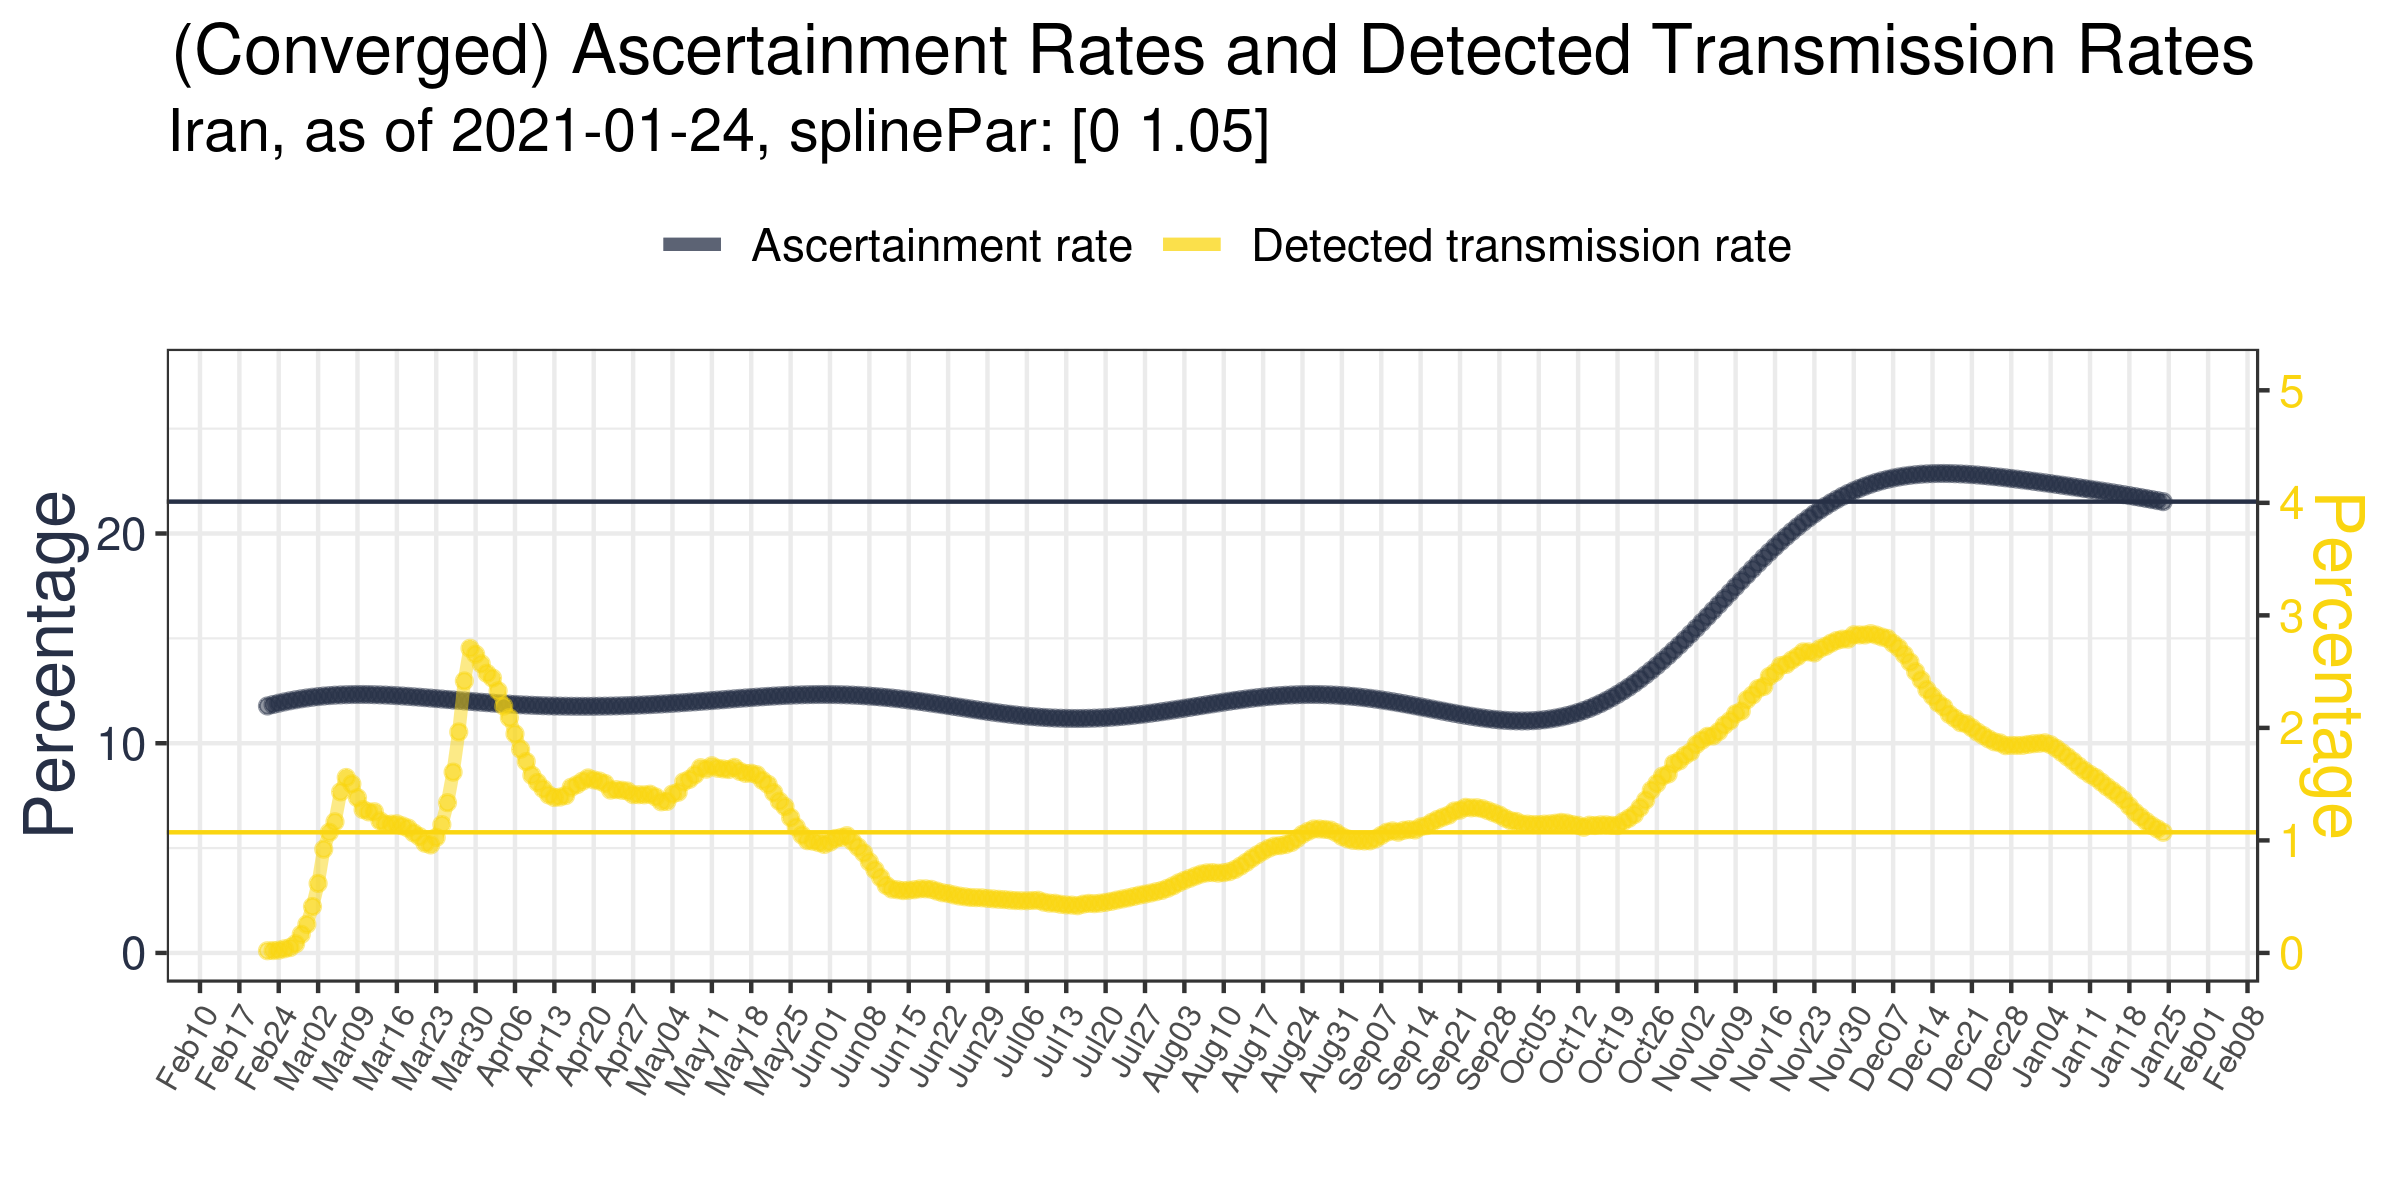 (Converged) Ascertainment Rates and Detected Transmission Rates
Iran, as of 2021-01-24, splinePar: [0 1.05]
Ascertainment rate Detected transmission rate
Percentage
20
10
0
5
4
3
2
1
0
Percentage
Feb10 Feb17 Feb24 Mar02 Mar09 Mar16 Mar23 Mar30 Apr06 Apr13 Apr20 Apr27 May04 May11 May18 May25 Jun01 Jun08 Jun15 Jun22 Jun29 Jul06 Jul13 Jul20 Jul27 Aug03 Aug10 Aug17 Aug24 Aug31 Sep07 Sep14 Sep21 Sep28 Oct05 Oct12 Oct19 Oct26 Nov02 Nov09 Nov16 Nov23 Nov30 Dec07 Dec14 Dec21 Dec28 Jan04 Jan11 Jan18 Jan25 Feb01 Feb08